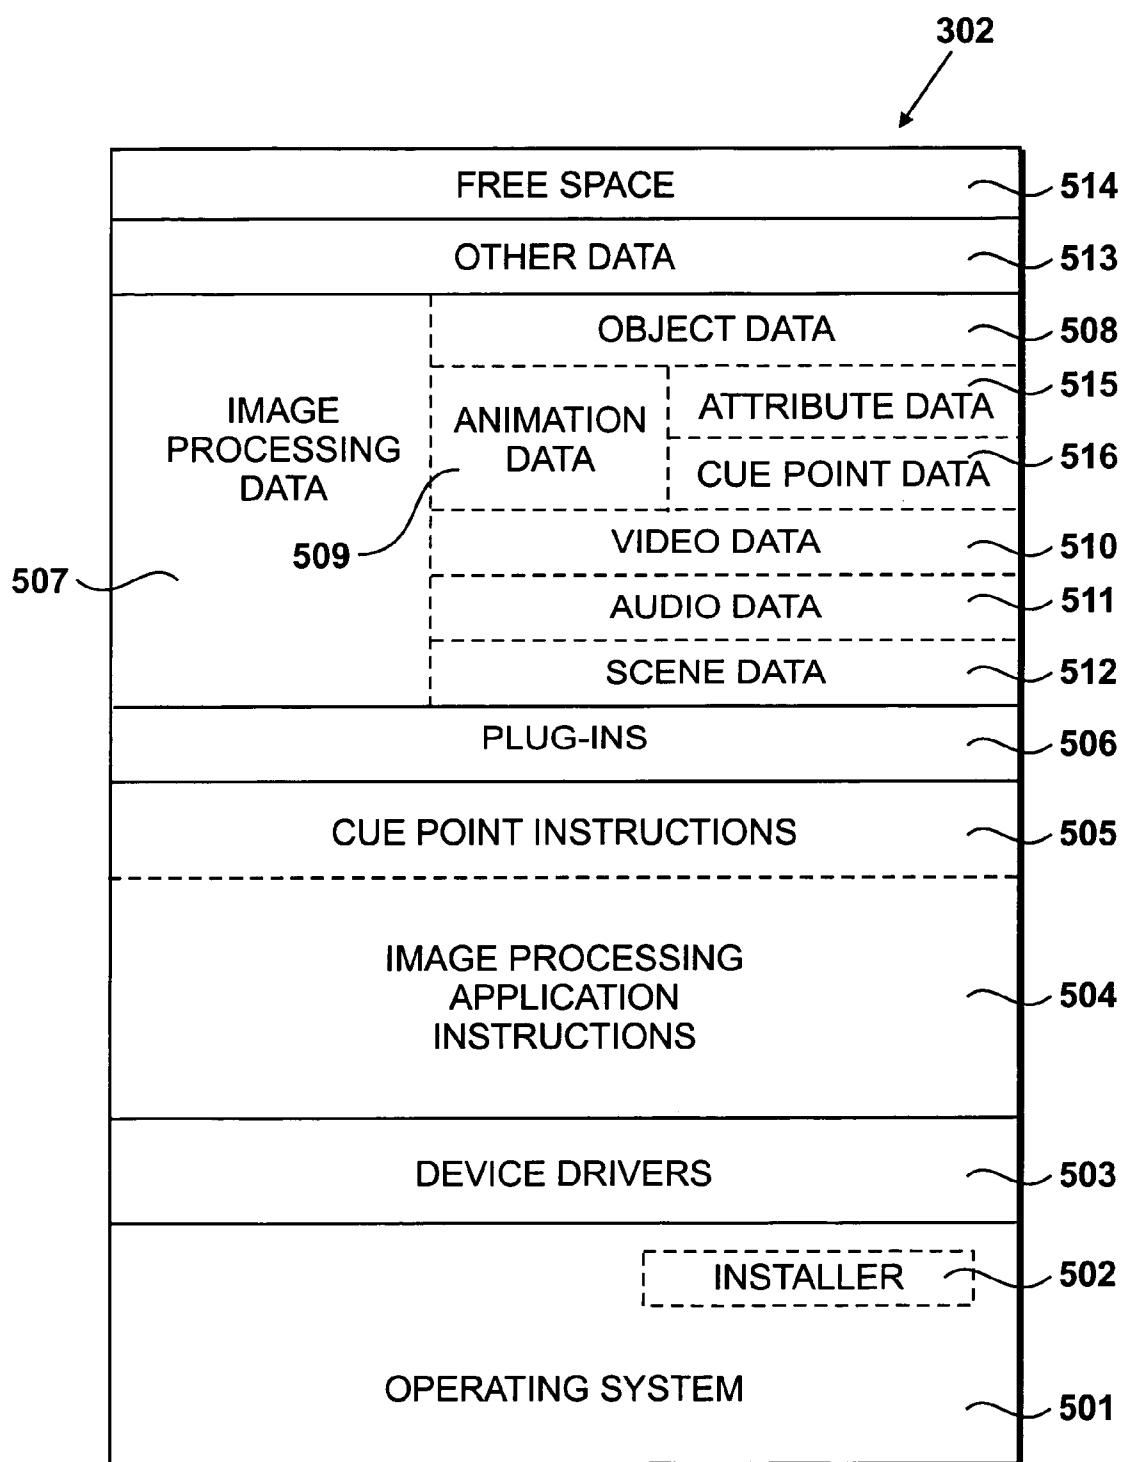 302
FREE SPACE
514
OTHER DATA
513
OBJECT DATA
508
IMAGE
PROCESSING
DATA
507
ANIMATION
DATA
509
ATTRIBUTE DATA
515
CUE POINT DATA
516
VIDEO DATA
510
AUDIO DATA
511
SCENE DATA
512
PLUG-INS
506
CUE POINT INSTRUCTIONS
505
IMAGE PROCESSING
APPLICATION
INSTRUCTIONS
504
DEVICE DRIVERS
503
INSTALLER
502
OPERATING SYSTEM
501